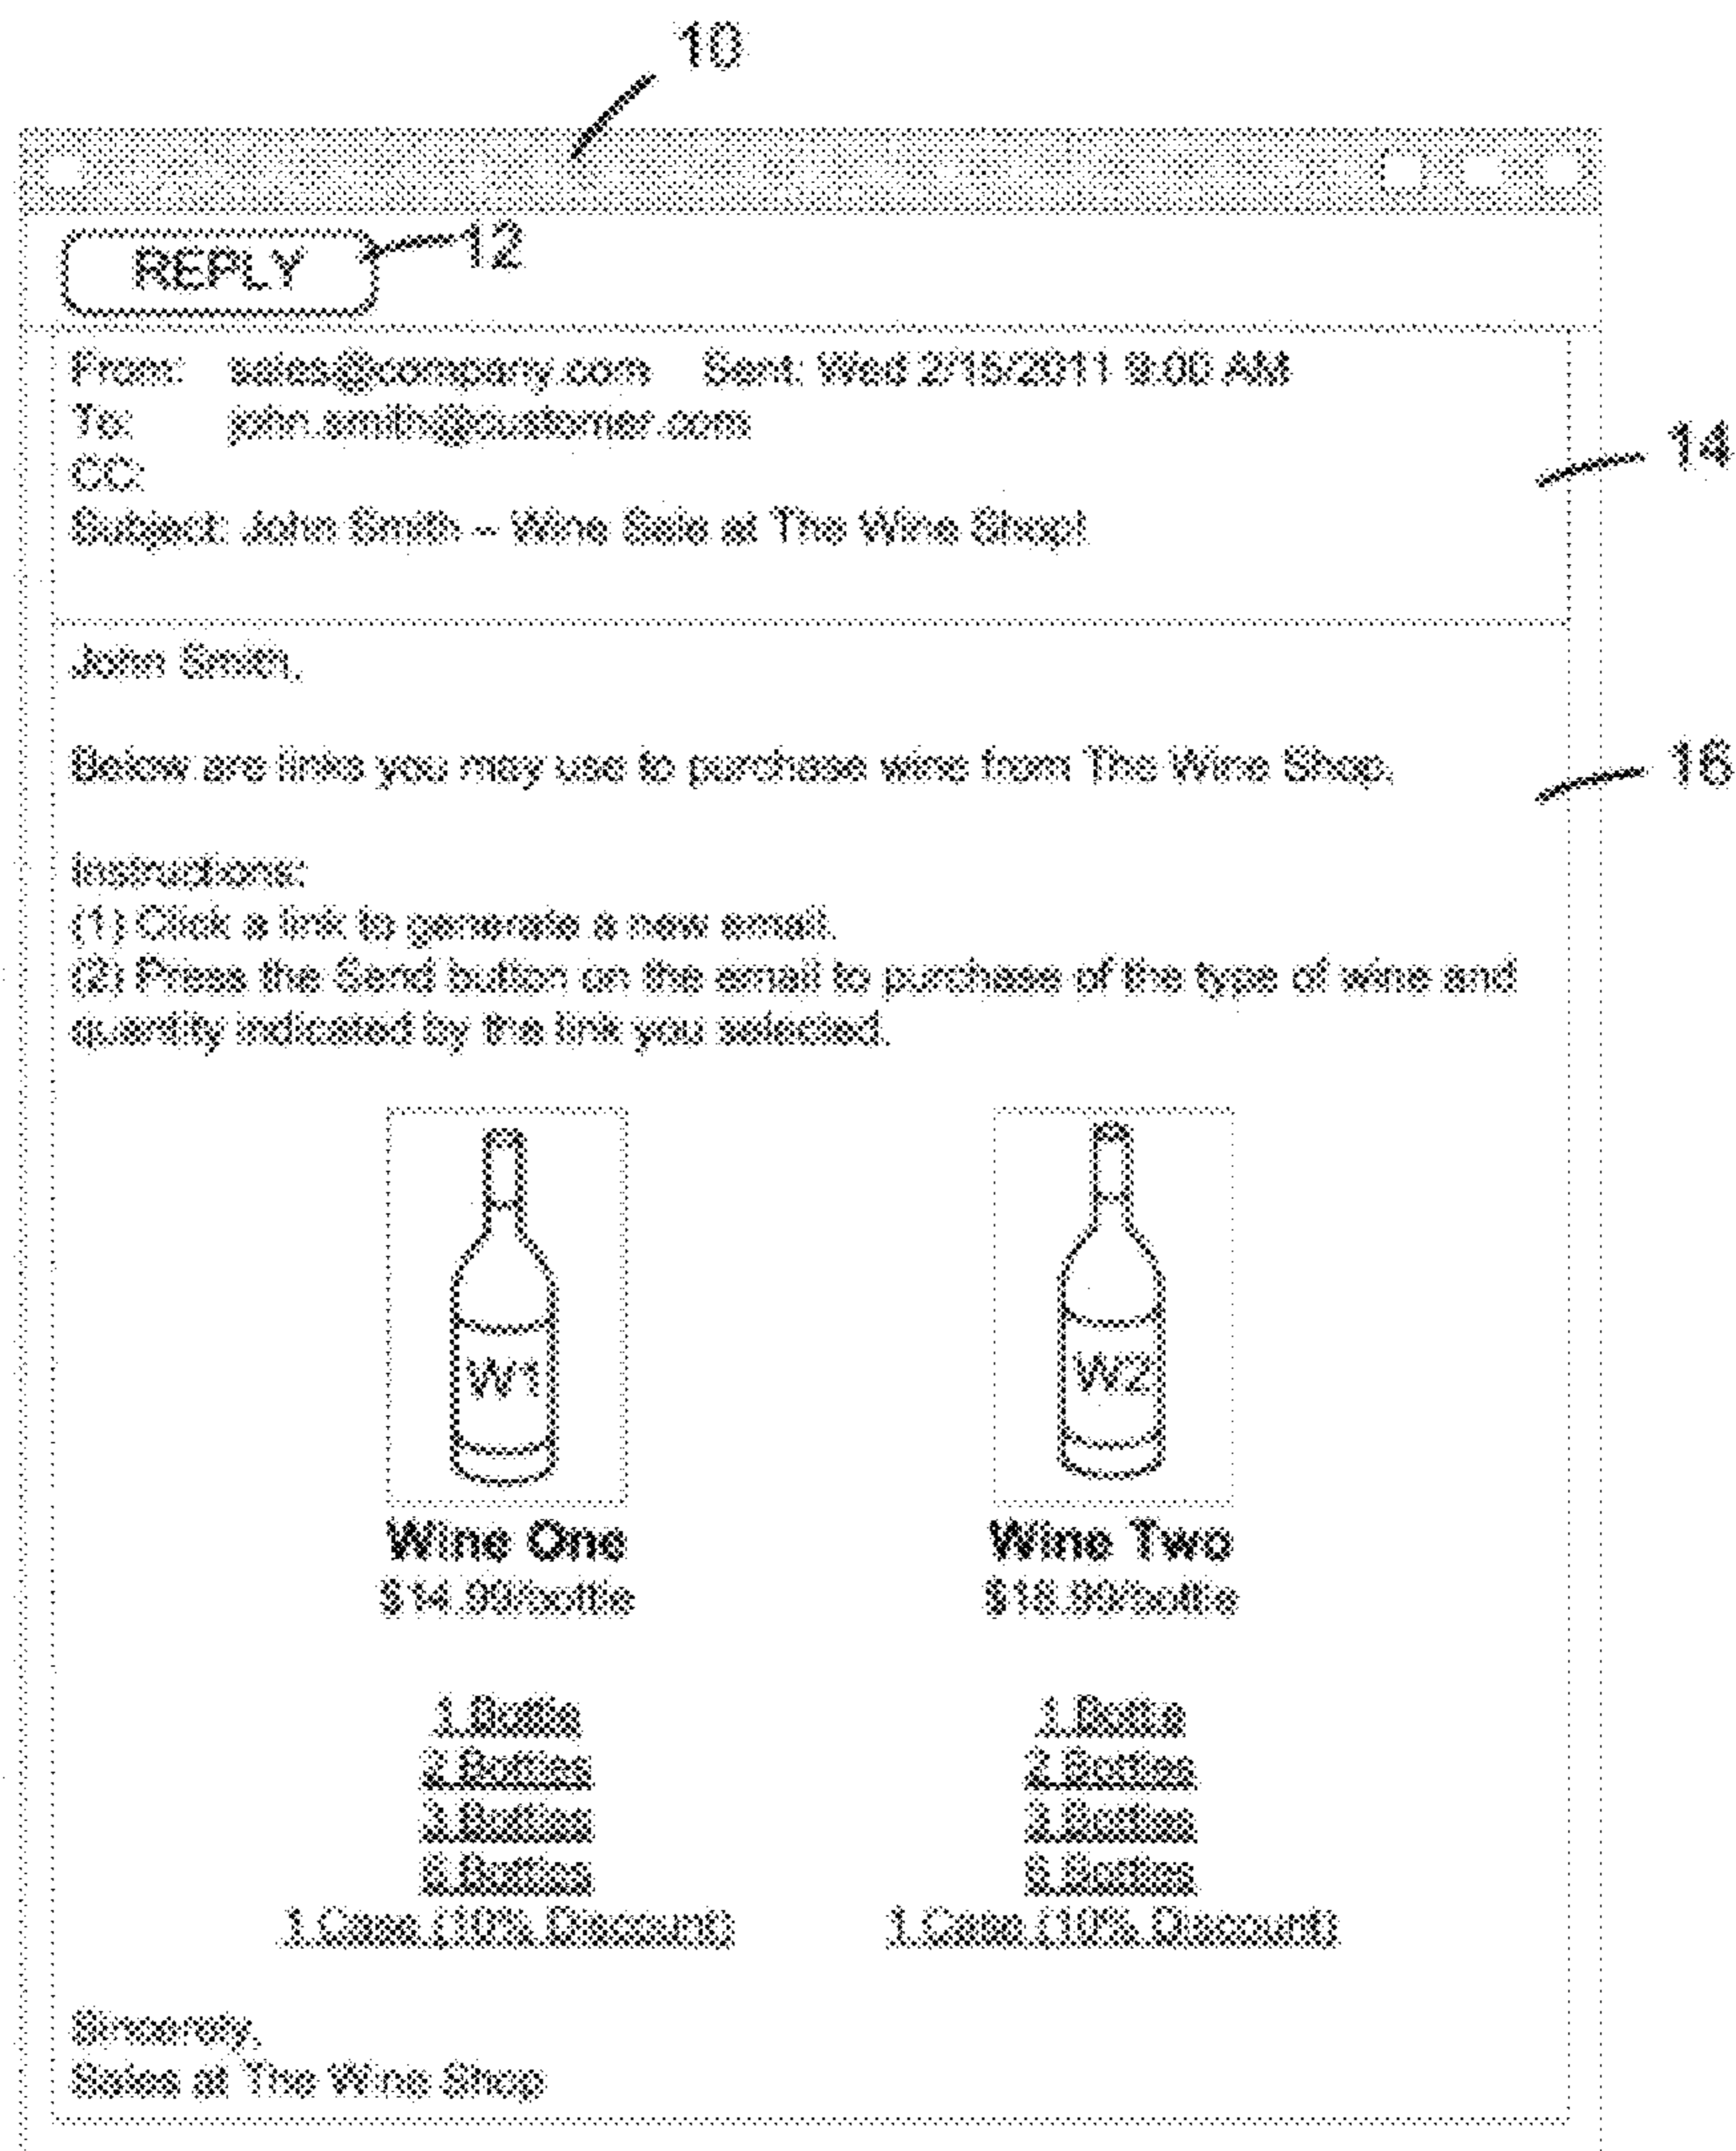 10
REPLY
12
From: sales@company.com Sent: Wed 2/15/2011 9:00 AM
To: john.smith@customer.com
14
CC:
Subject: John Smith -- Wine Sale at The Wine Shop!
John Smith,
Below are links you may use to purchase wine from The Wine Shop.
16
Instructions:
(1) Click a link to generate a new email.
(2) Press the Send button on the email to purchase of the type of wine and
quantity indicated by the link you selected.
W1
W2
Wine One
Wine Two
$14.99/bottle
1 Bottle
1 Bottle
2 Bottles
2 Bottles
3 Bottles
3 Bottles
6 Bottles
6 Bottles
1 Case (10% Discount)
1 Case (10% Discount)
Sincerely,
Sales at The Wine Shop